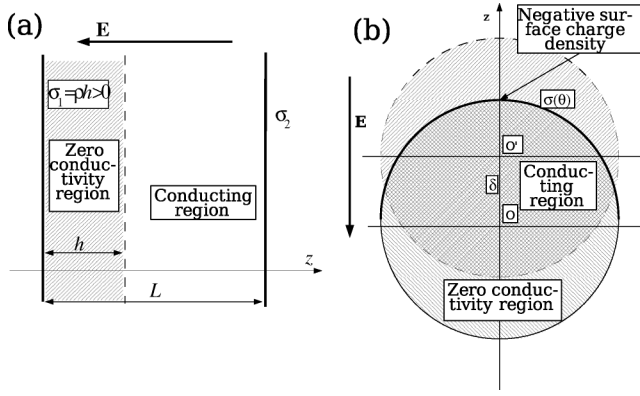 (a)
E
σ₁=ρh>0
σ₂
Zero
conduc-
tivity
region
Conducting
region
h
z
L
(b)
z
Negative sur-
face charge
density
σ(θ)
E
O'
Conduc-
ting
region
δ
O
Zero conduc-
tivity region